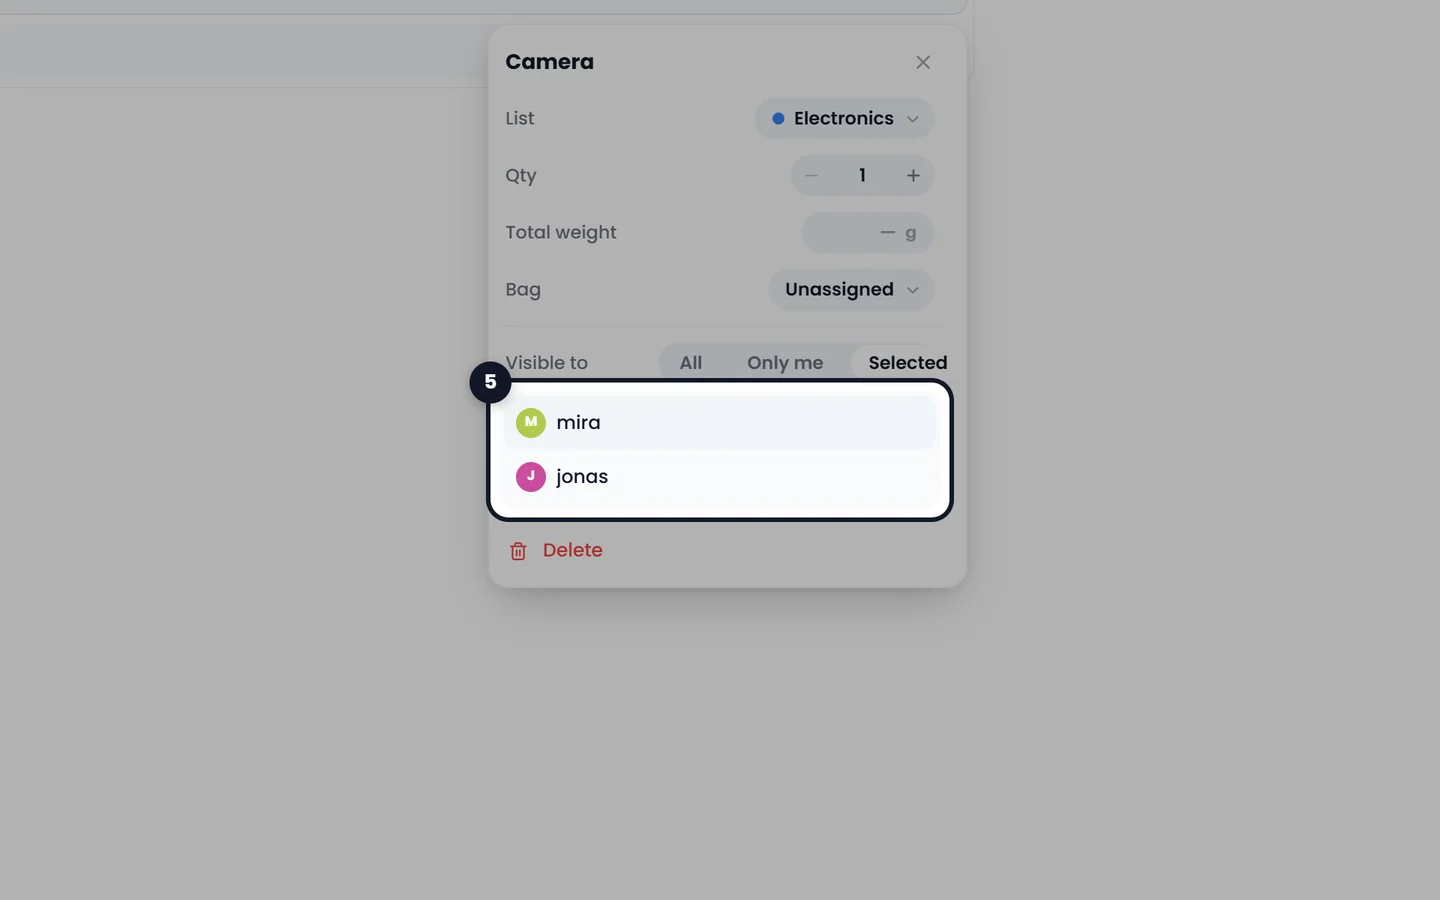 Camera
List
Electronics
Qty
1
Total weight
— g
Bag
Unassigned
Visible to
All
Only me
Selected
5
M
mira
J
jonas
Delete